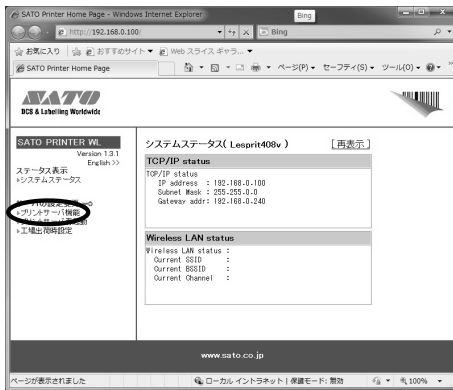 SATO Printer Home Page - Windows Internet Explorer
Bing
http://192.168.0.100/
Bing
お気に入り
おすすめサイト
Web スライス ギャラ...
SATO Printer Home Page
ページ(P)
セーフティ(S)
ツール(O)
SATO
DCS & Labelling Worldwide
SATO PRINTER WL
Version 1.3.1
English >>
ステータス表示
›システムステータス
›プリントサーバ機能
›工場出荷時設定
システムステータス( Lesprit408v )
[再表示]
TCP/IP status
TCP/IP status
IP address : 192.168.0.100
Subnet Mask : 255.255.0.0
Gateway addr: 192.168.0.240
Wireless LAN status
Wireless LAN status :
Current SSID :
Current BSSID :
Current Channel :
www.sato.co.jp
ページが表示されました
ローカル イントラネット | 保護モード: 無効
100%